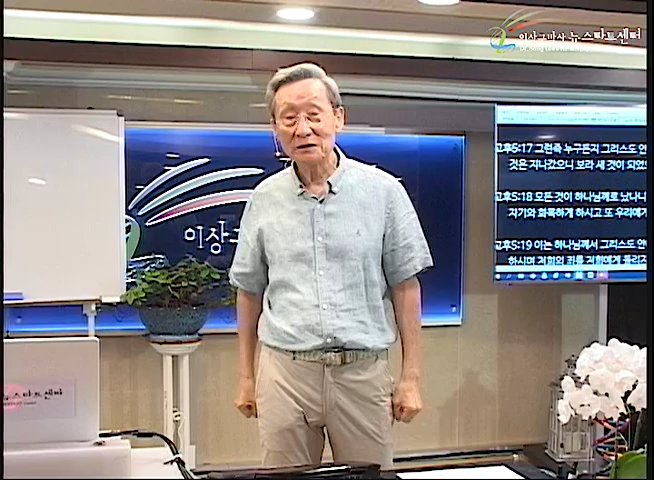 이상구박사 뉴스타트센터
고후5:17 그런즉 누구든지 그리스도 안
것은 지나갔으니 보라 새 것이 되었
고후5:18 모든 것이 하나님께로 났나니
자기와 화목하게 하시고 또 우리에게
고후5:19 이는 하나님께서 그리스도 안
하시며 저희의 죄를 저희에게 돌리지
이상구
뉴스타트센터